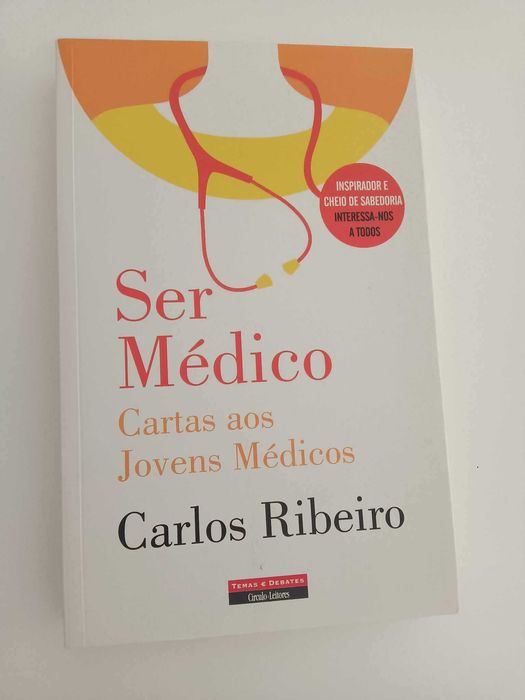 INSPIRADOR E
CHEIO DE SABEDORIA
INTERESSA-NOS
A TODOS
Ser
Médico
Cartas aos
Jovens Médicos
Carlos Ribeiro
TEMAS E DEBATES
Círculo de Leitores